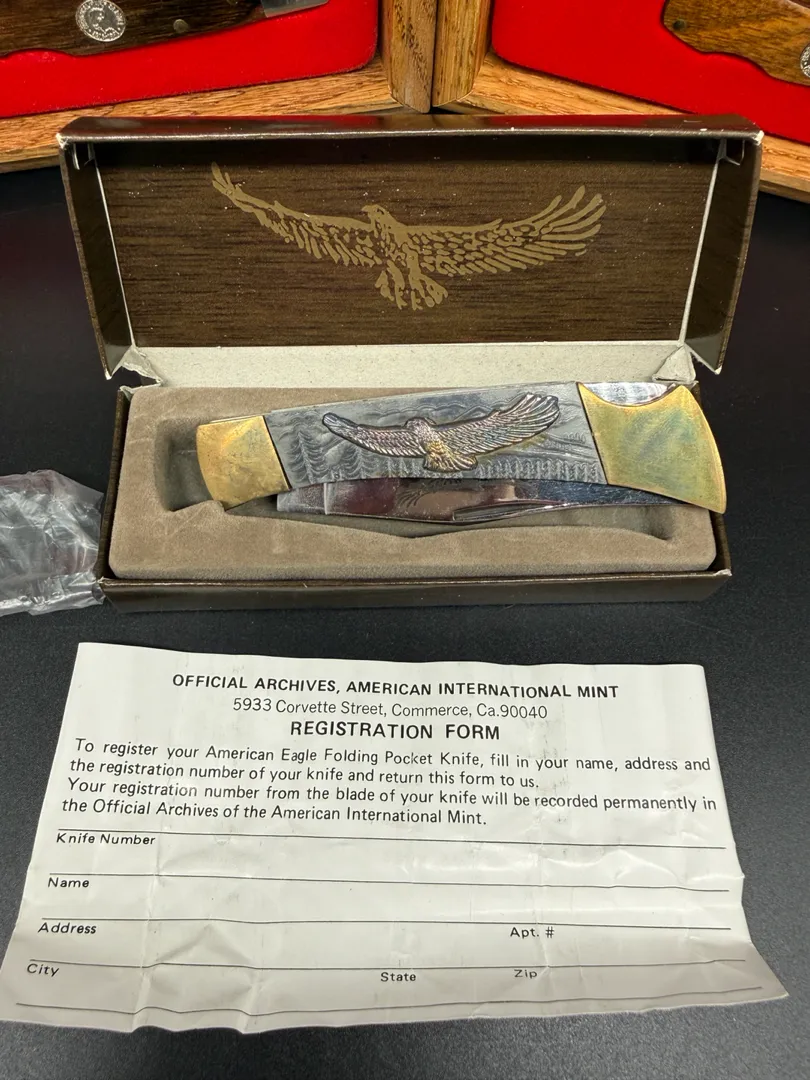 OFFICIAL ARCHIVES, AMERICAN INTERNATIONAL MINT
5933 Corvette Street, Commerce, Ca.90040
REGISTRATION FORM
To register your American Eagle Folding Pocket Knife, fill in your name, address and
the registration number of your knife and return this form to us.
Your registration number from the blade of your knife will be recorded permanently in
the Official Archives of the American International Mint.
Knife Number
Name
Address Apt. #
City State Zip